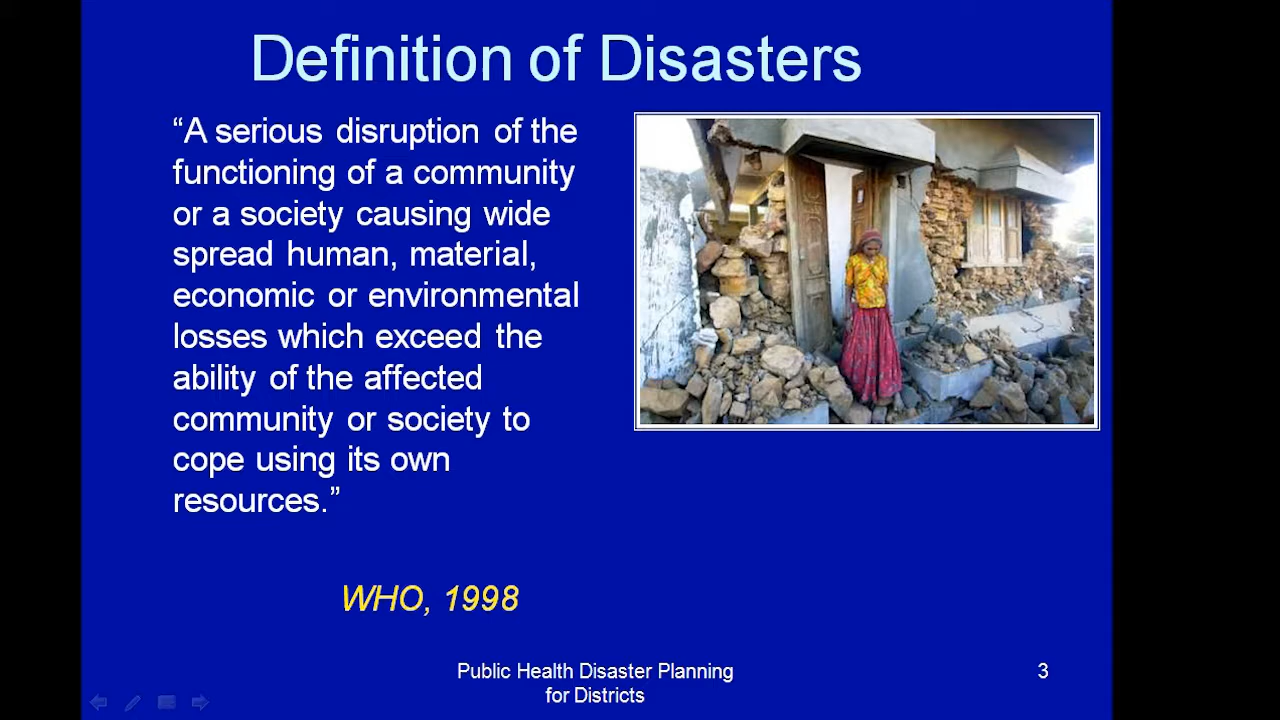 Definition of Disasters
“A serious disruption of the
functioning of a community
or a society causing wide
spread human, material,
economic or environmental
losses which exceed the
ability of the affected
community or society to
cope using its own
resources.”
WHO, 1998
Public Health Disaster Planning
for Districts
3